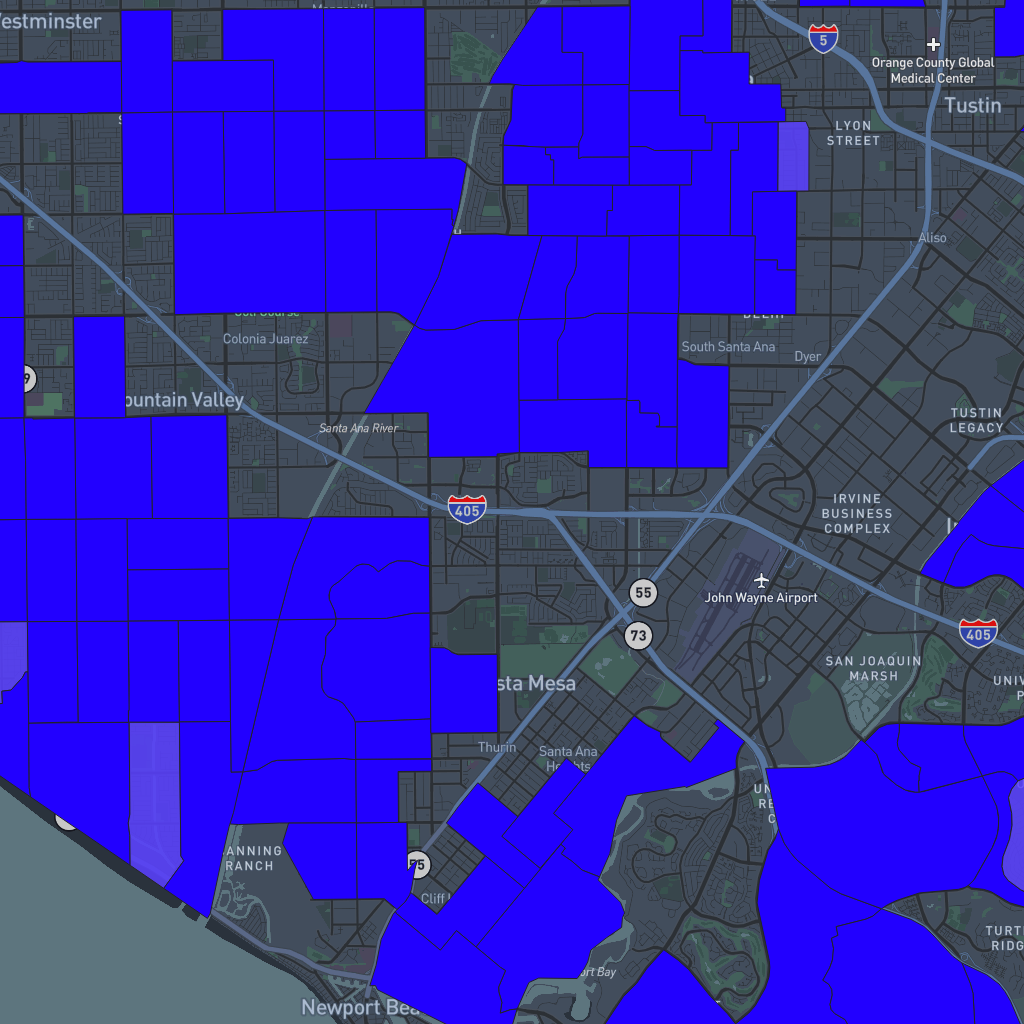 estminster
5
Orange County Global
Medical Center
Tustin
LYON
STREET
Aliso
Colonia Juarez
South Santa Ana
Dyer
9
ountain Valley
Santa Ana River
TUSTIN
LEGACY
405
IRVINE
BUSINESS
COMPLEX
55
John Wayne Airport
73
405
SAN JOAQUIN
MARSH
sta Mesa
Thurin
Santa Ana
Heights
ANNING
RANCH
55
Cliff
TURT
RIDG
ort Bay
Newport Bea